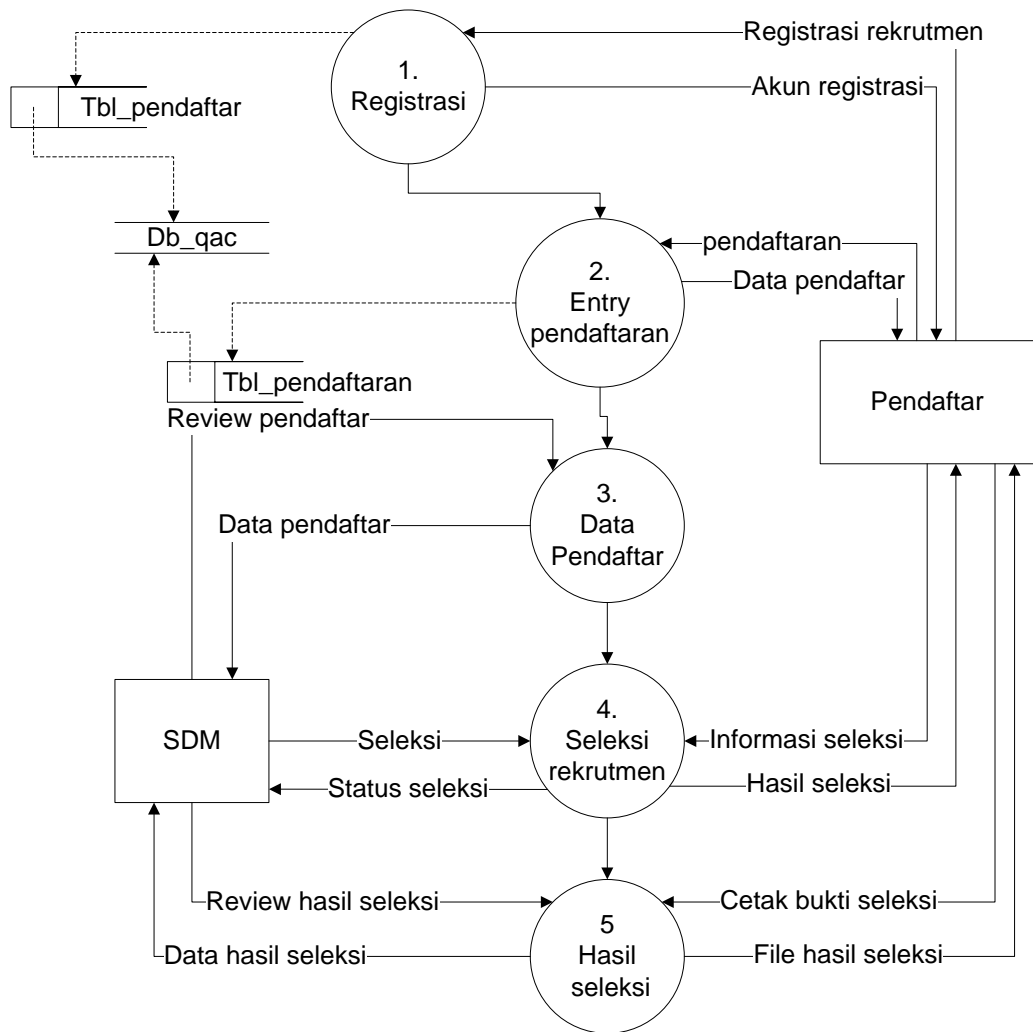 Registrasi rekrutmen
1.
Registrasi
Akun registrasi
Tbl_pendaftar
Db_qac
pendaftaran
2.
Entry
pendaftaran
Data pendaftar
Tbl_pendaftaran
Pendaftar
Review pendaftar
3.
Data
Pendaftar
Data pendaftar
SDM
Seleksi
4.
Seleksi
rekrutmen
Informasi seleksi
Status seleksi
Hasil seleksi
Review hasil seleksi
5
Hasil
seleksi
Cetak bukti seleksi
Data hasil seleksi
File hasil seleksi